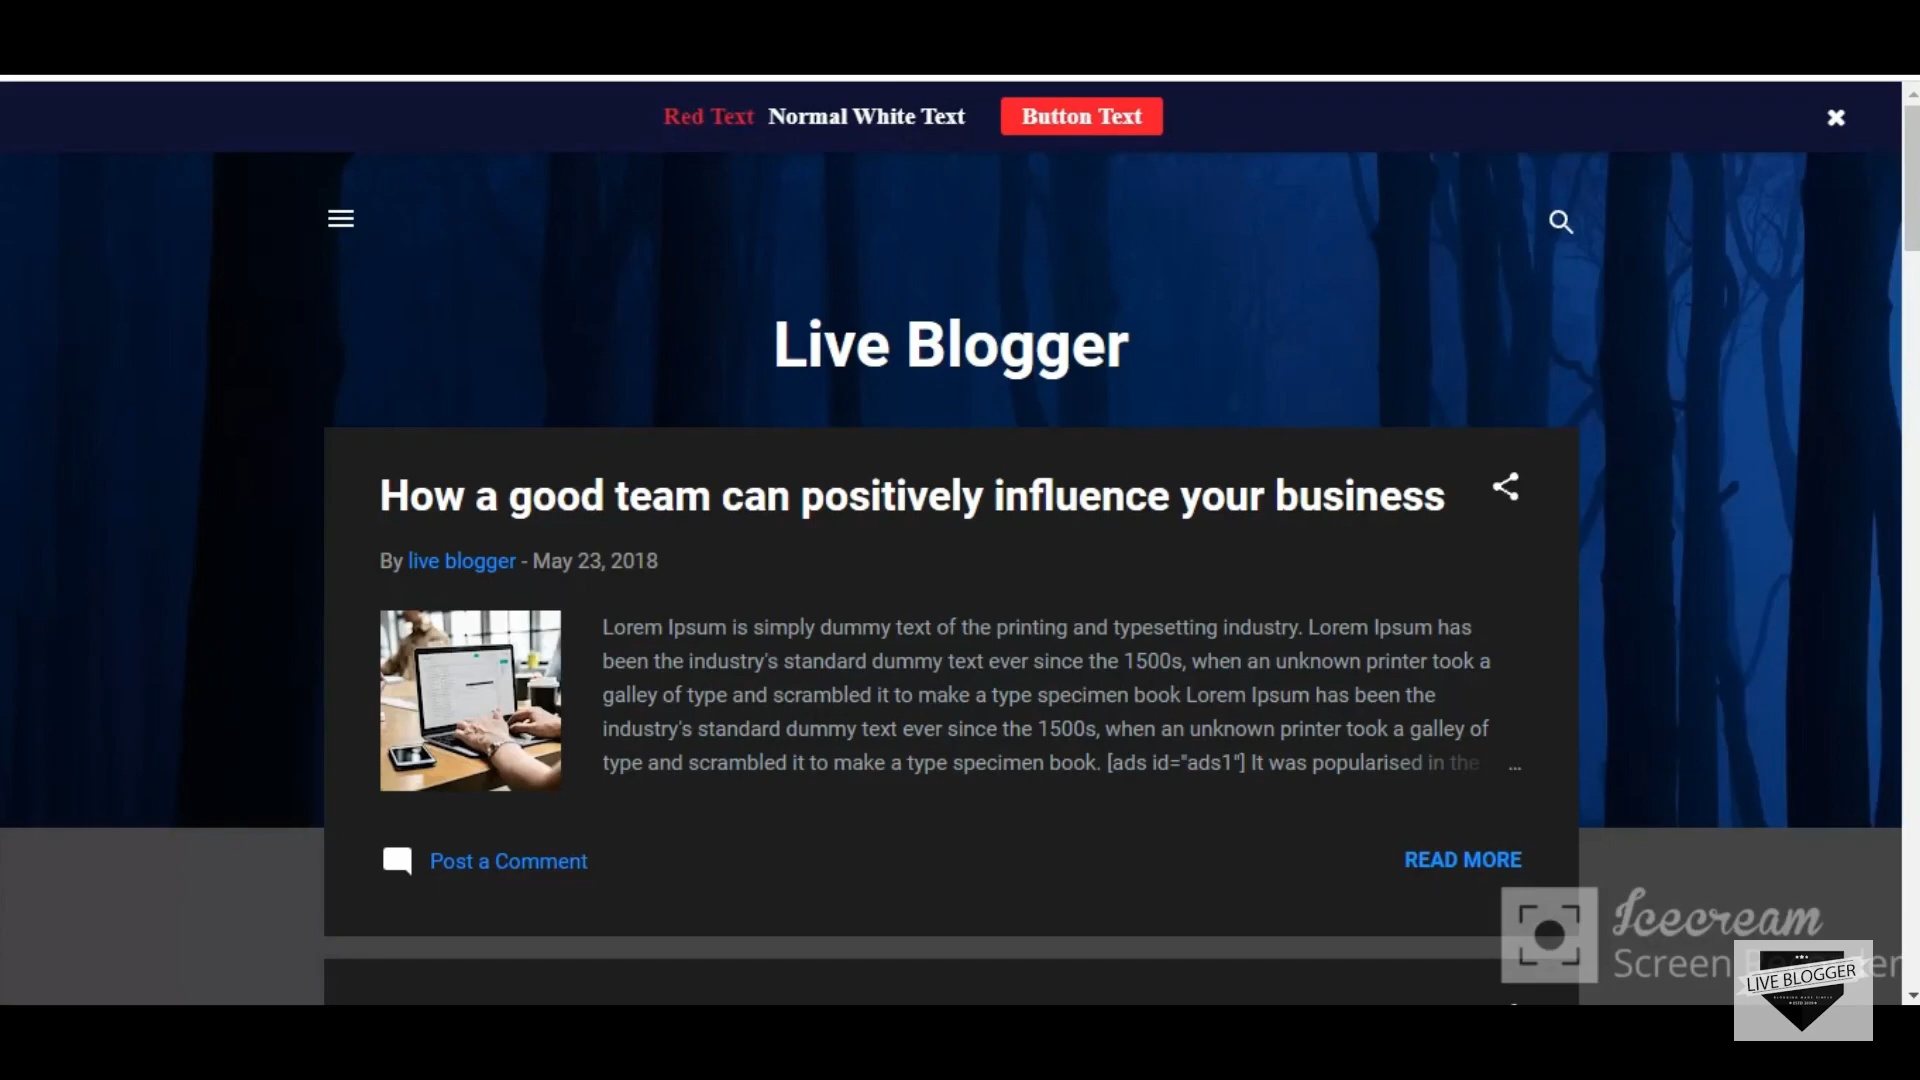 Red Text Normal White Text Button Text
Live Blogger
How a good team can positively influence your business
By live blogger - May 23, 2018
Lorem Ipsum is simply dummy text of the printing and typesetting industry. Lorem Ipsum has
been the industry's standard dummy text ever since the 1500s, when an unknown printer took a
galley of type and scrambled it to make a type specimen book Lorem Ipsum has been the
industry's standard dummy text ever since the 1500s, when an unknown printer took a galley of
type and scrambled it to make a type specimen book. [ads id="ads1"] It was popularised in the ...
Post a Comment
READ MORE
Icecream
Screen
LIVE BLOGGER